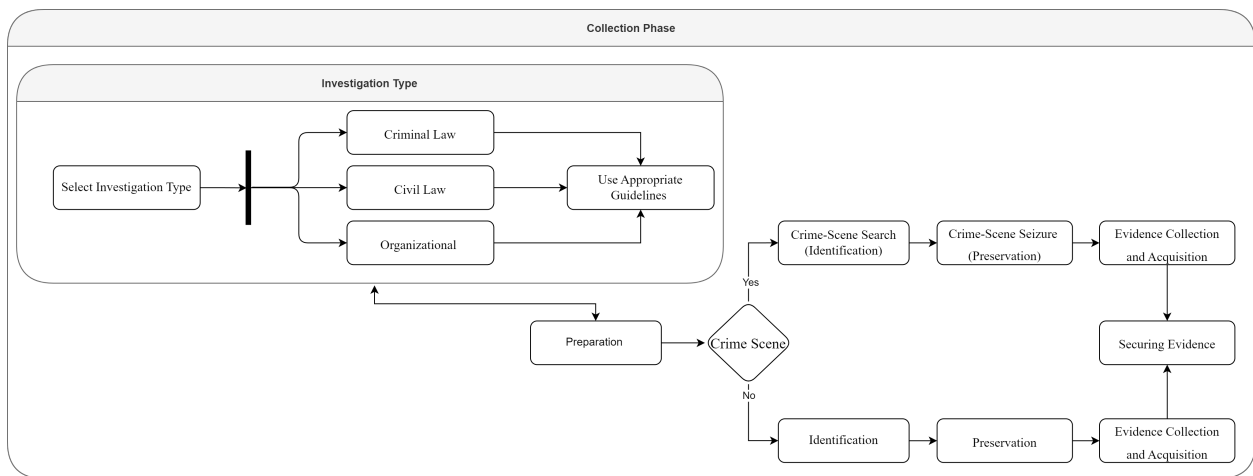 Collection Phase
Investigation Type
Criminal Law
Select Investigation Type
Civil Law
Use Appropriate
Guidelines
Organizational
Crime-Scene Search
(Identification)
Crime-Scene Seizure
(Preservation)
Evidence Collection
and Acquisition
Yes
Preparation
Crime Scene
Securing Evidence
No
Identification
Preservation
Evidence Collection
and Acquisition